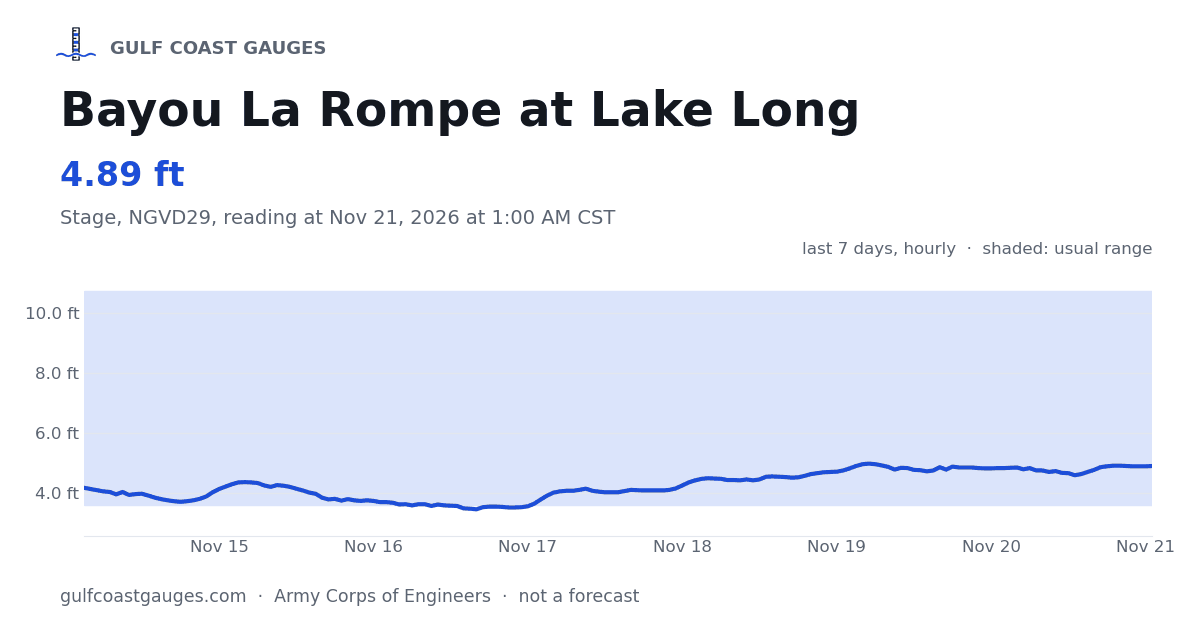 GULF COAST GAUGES
Bayou La Rompe at Lake Long
4.89 ft
Stage, NGVD29, reading at Nov 21, 2026 at 1:00 AM CST
last 7 days, hourly · shaded: usual range
10.0 ft
8.0 ft
6.0 ft
4.0 ft
Nov 15 Nov 16 Nov 17 Nov 18 Nov 19 Nov 20 Nov 21
gulfcoastgauges.com · Army Corps of Engineers · not a forecast